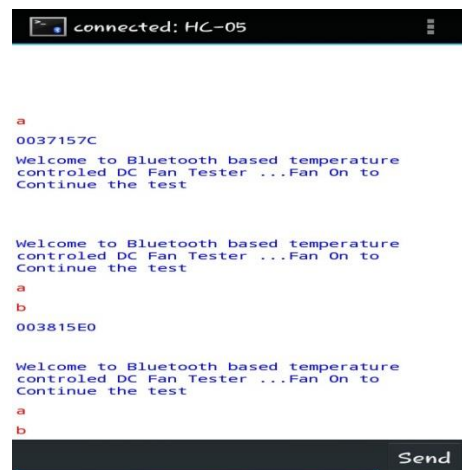 connected: HC-05
a
0037157C
Welcome to Bluetooth based temperature
controled DC Fan Tester ...Fan On to
Continue the test
Welcome to Bluetooth based temperature
controled DC Fan Tester ...Fan On to
Continue the test
a
b
003815E0
Welcome to Bluetooth based temperature
controled DC Fan Tester ...Fan On to
Continue the test
a
b
Send